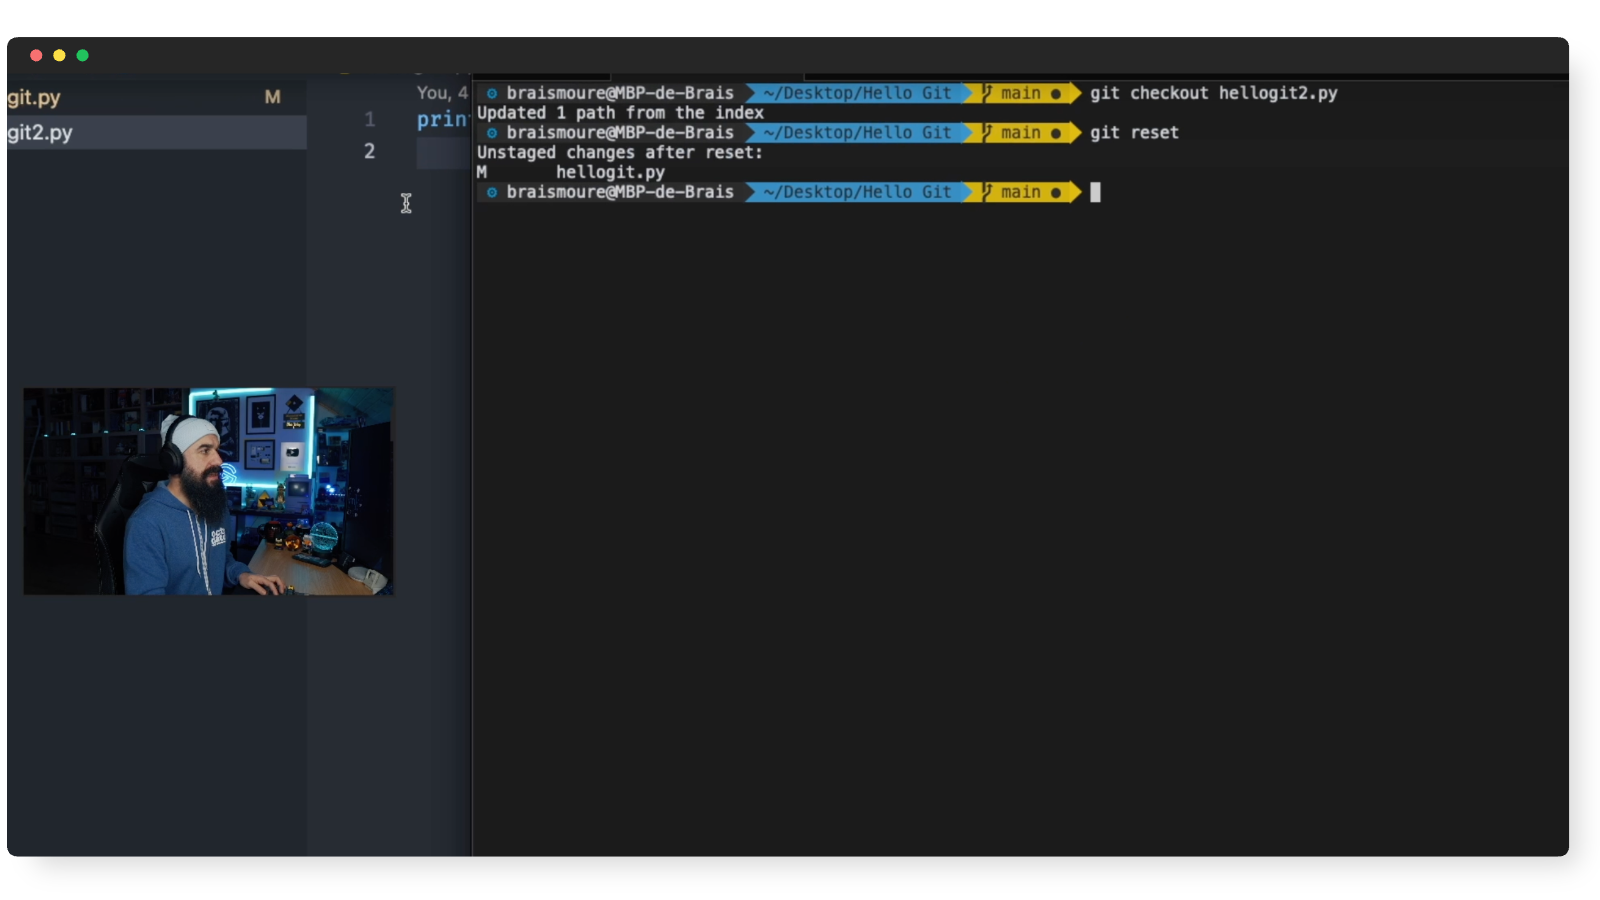 git.py M
git2.py
You, 4
1 prin
2
braismoure@MBP-de-Brais ~/Desktop/Hello Git main ● git checkout hellogit2.py
Updated 1 path from the index
braismoure@MBP-de-Brais ~/Desktop/Hello Git main ● git reset
Unstaged changes after reset:
M hellogit.py
braismoure@MBP-de-Brais ~/Desktop/Hello Git main ●